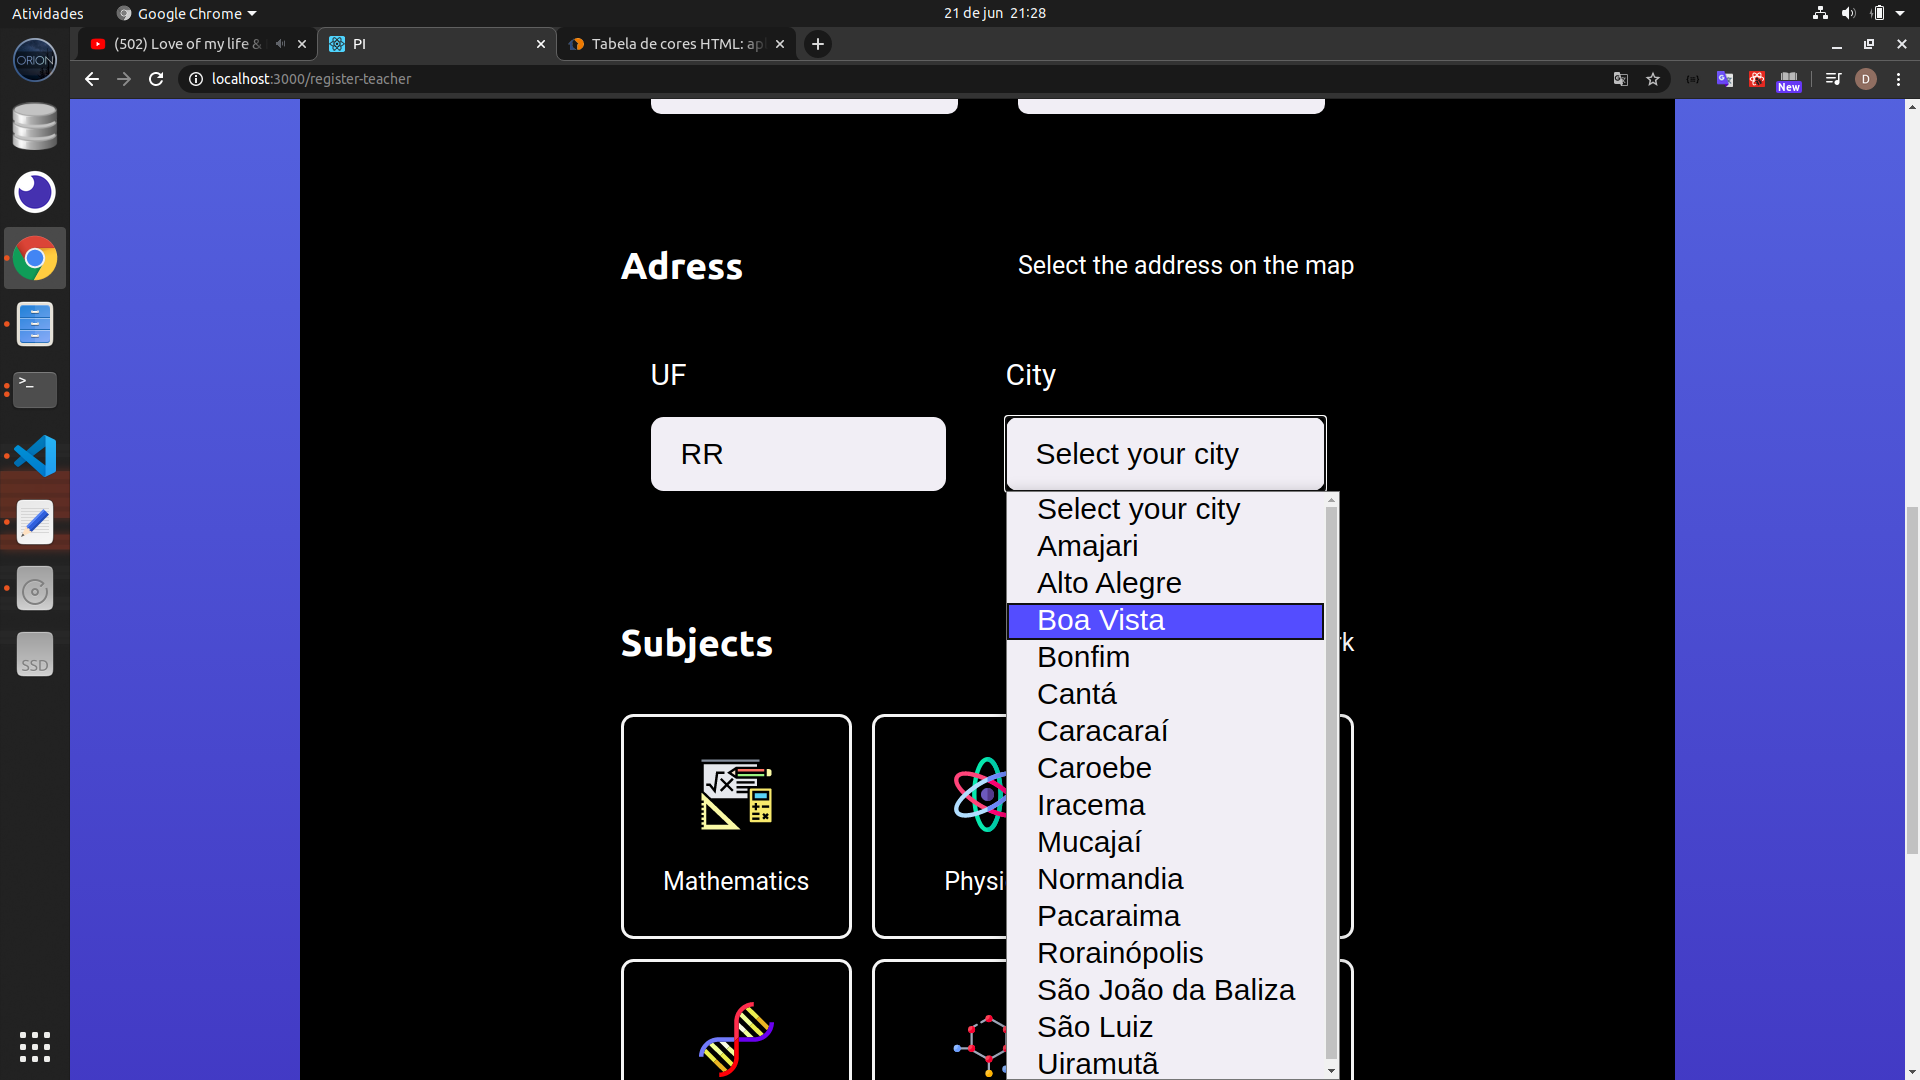 Atividades
Google Chrome
21 de jun 21:28
(502) Love of my life &
PI
Tabela de cores HTML: apl
localhost:3000/register-teacher
New
D
ORION
>_
SSD
Adress
Select the address on the map
UF
City
RR
Select your city
Select your city
Amajari
Alto Alegre
Boa Vista
Bonfim
Cantá
Caracaraí
Caroebe
Iracema
Mucajaí
Normandia
Pacaraima
Rorainópolis
São João da Baliza
São Luiz
Uiramutã
Subjects
rk
√x
Mathematics
Physi